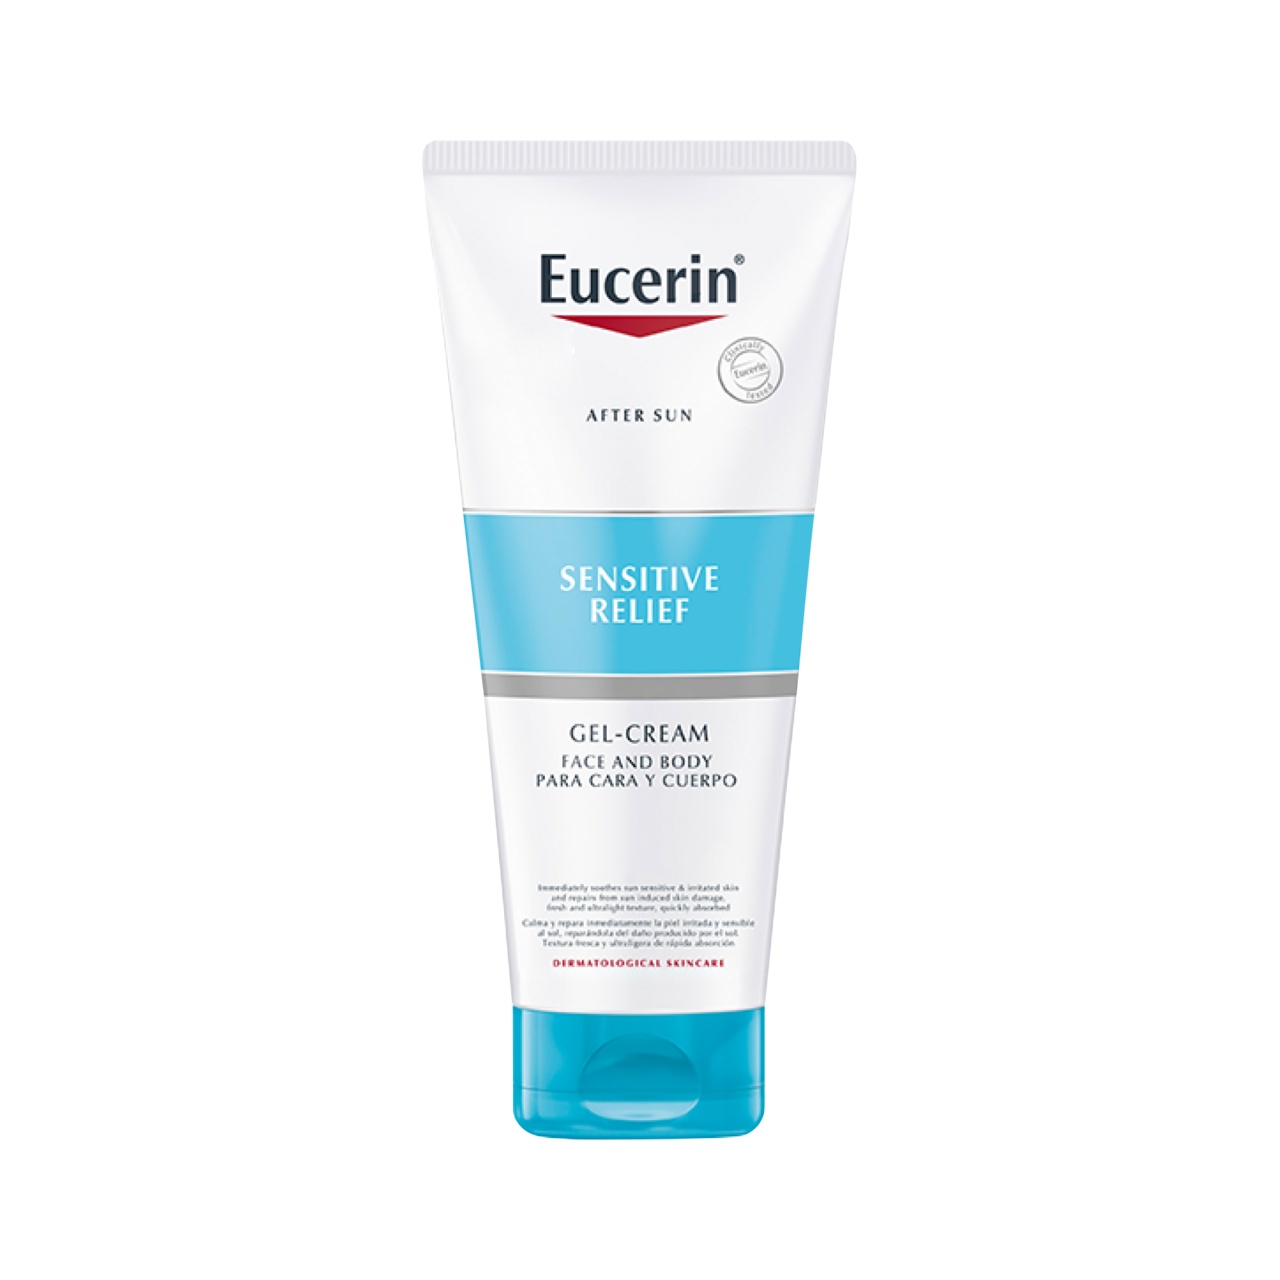 Eucerin®
Clinically
Eucerin
tested
AFTER SUN
SENSITIVE
RELIEF
GEL-CREAM
FACE AND BODY
PARA CARA Y CUERPO
Immediately soothes sun sensitive & irritated skin
and repairs from sun induced skin damage,
fresh and ultralight texture, quickly absorbed
Calma y repara inmediatamente la piel irritada y sensible
al sol, reparándola del daño producido por el sol.
Textura fresca y ultraligera de rápida absorción
DERMATOLOGICAL SKINCARE